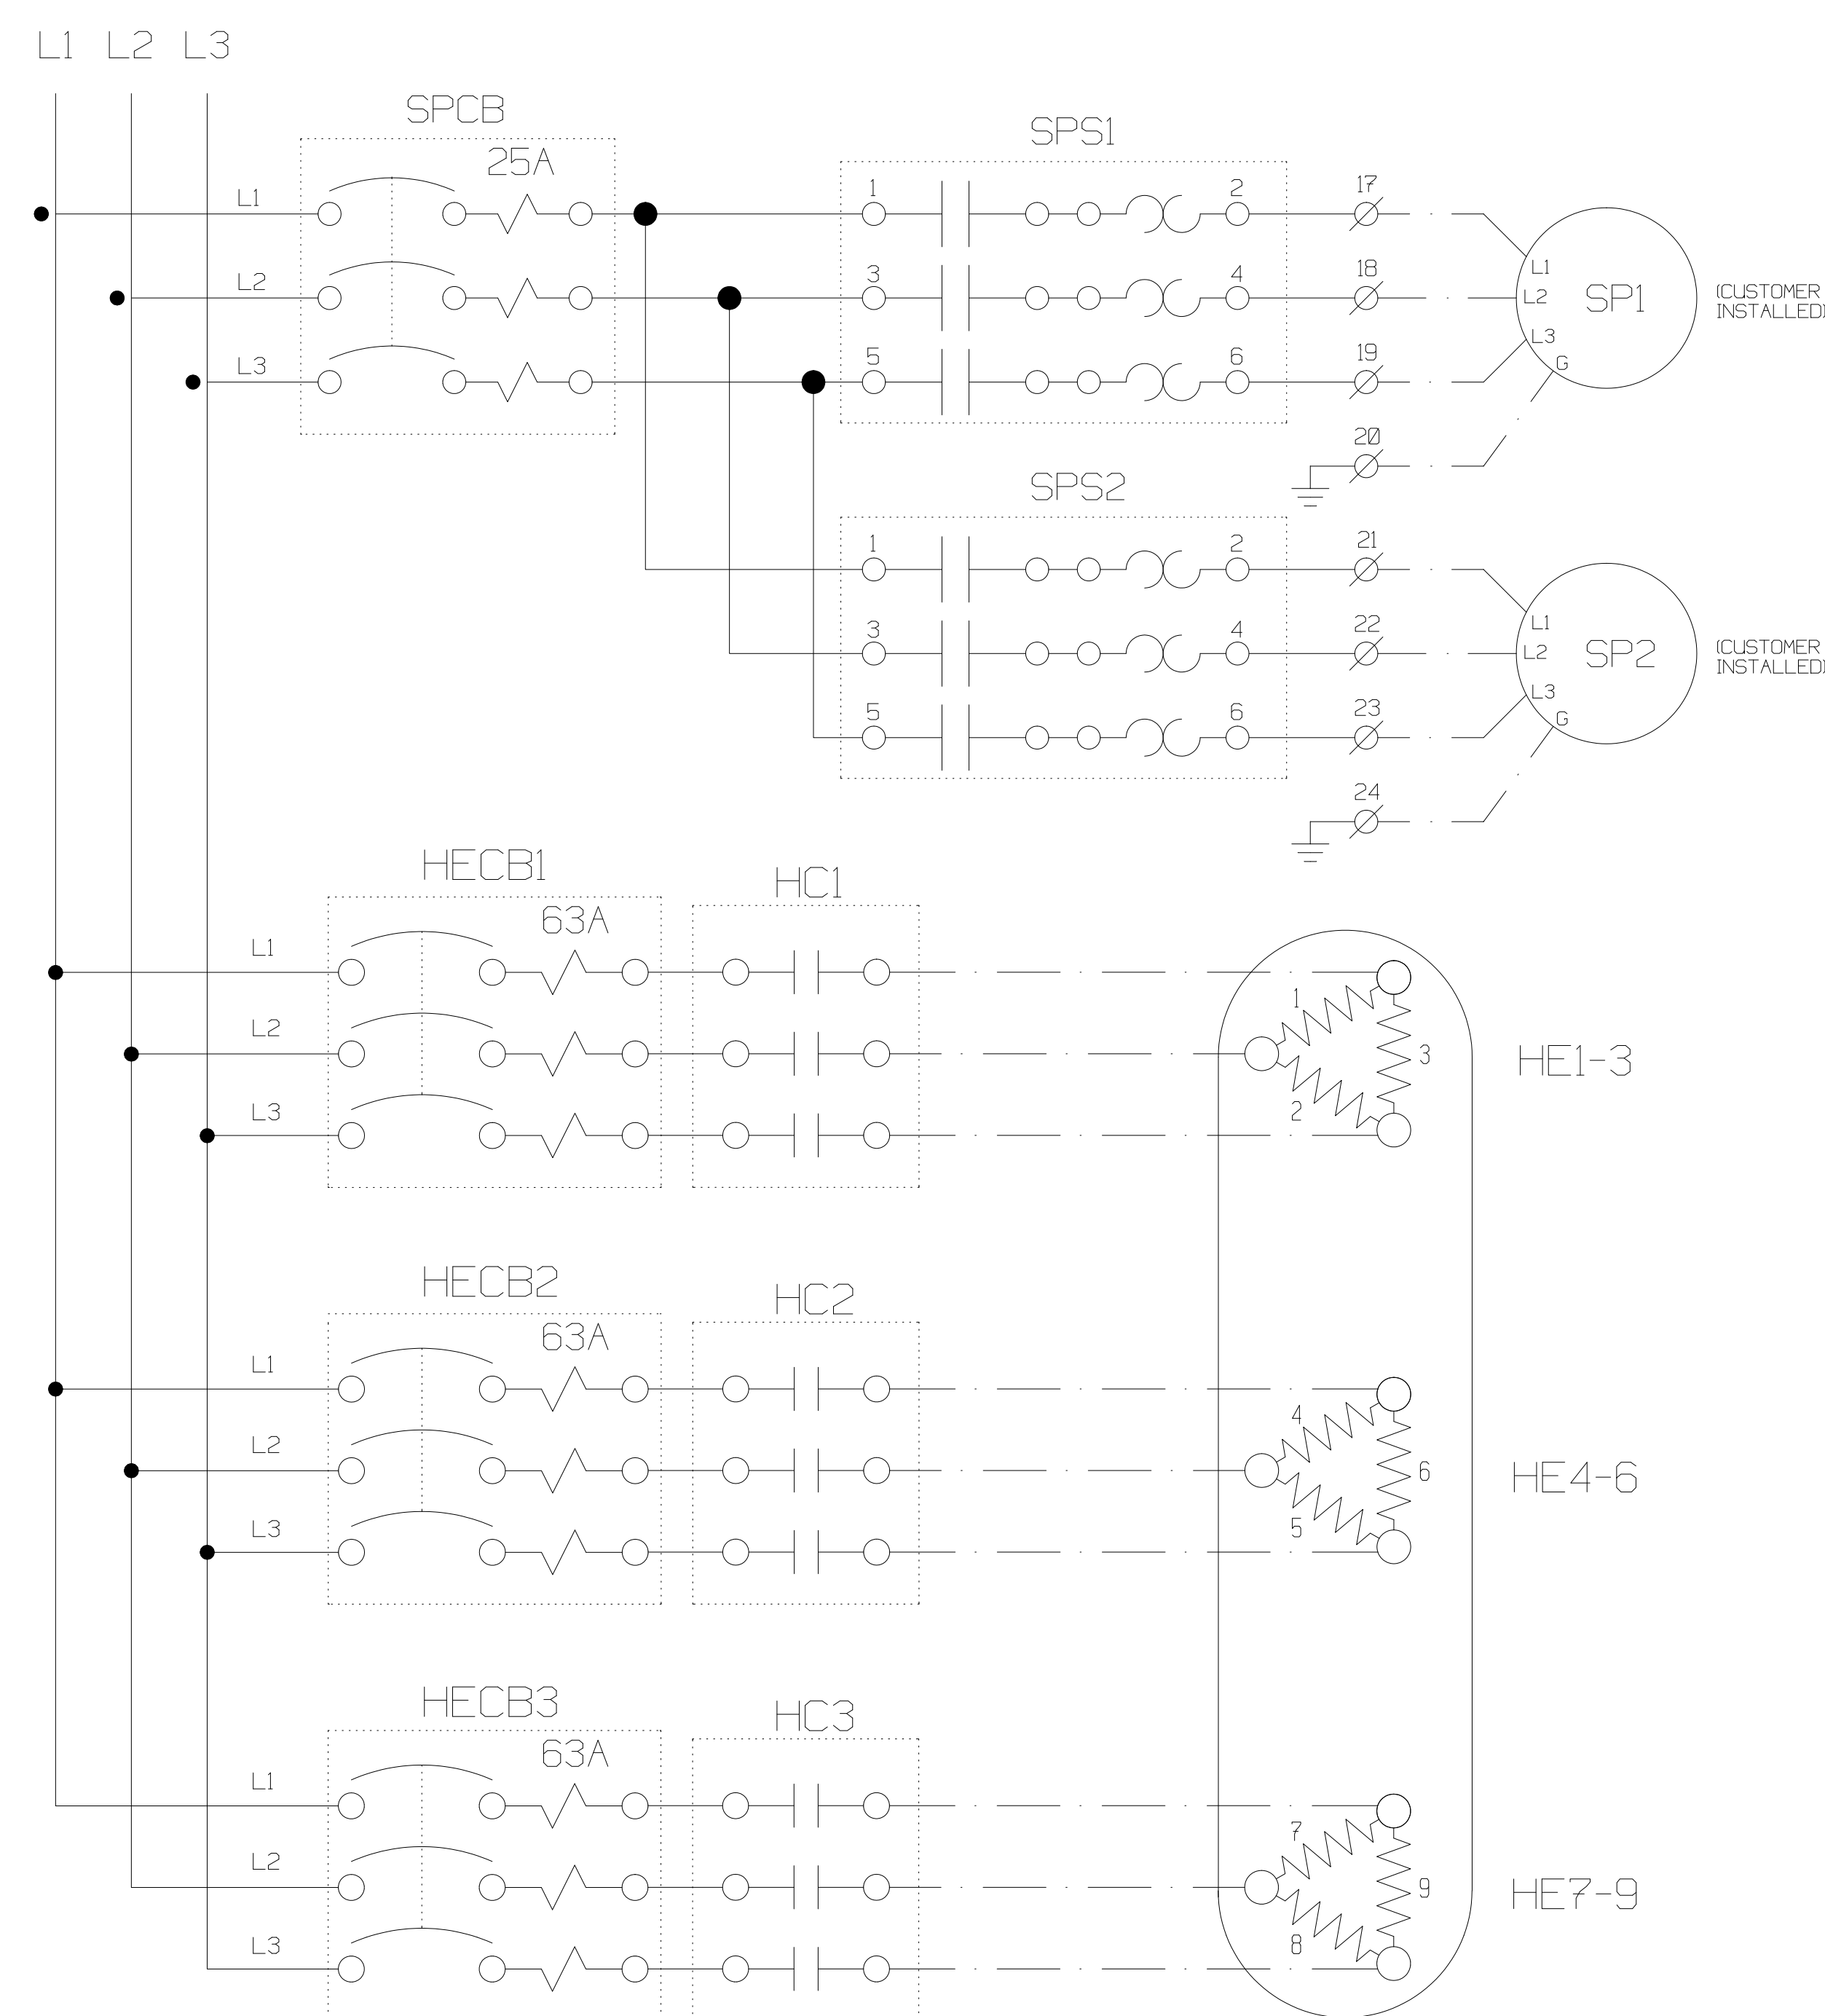 L1 L2 L3
SPCB
25A
L1
L2
L3
SPS1
1 2
3 4
5 6
17
18
19
20
L1
L2
L3
G
SP1
(CUSTOMER
INSTALLED)
SPS2
1 2
3 4
5 6
21
22
23
24
L1
L2
L3
G
SP2
(CUSTOMER
INSTALLED)
HECB1
63A
L1
L2
L3
HC1
1
2
3
HE1-3
HECB2
63A
L1
L2
L3
HC2
4
5
6
HE4-6
HECB3
63A
L1
L2
L3
HC3
7
8
9
HE7-9